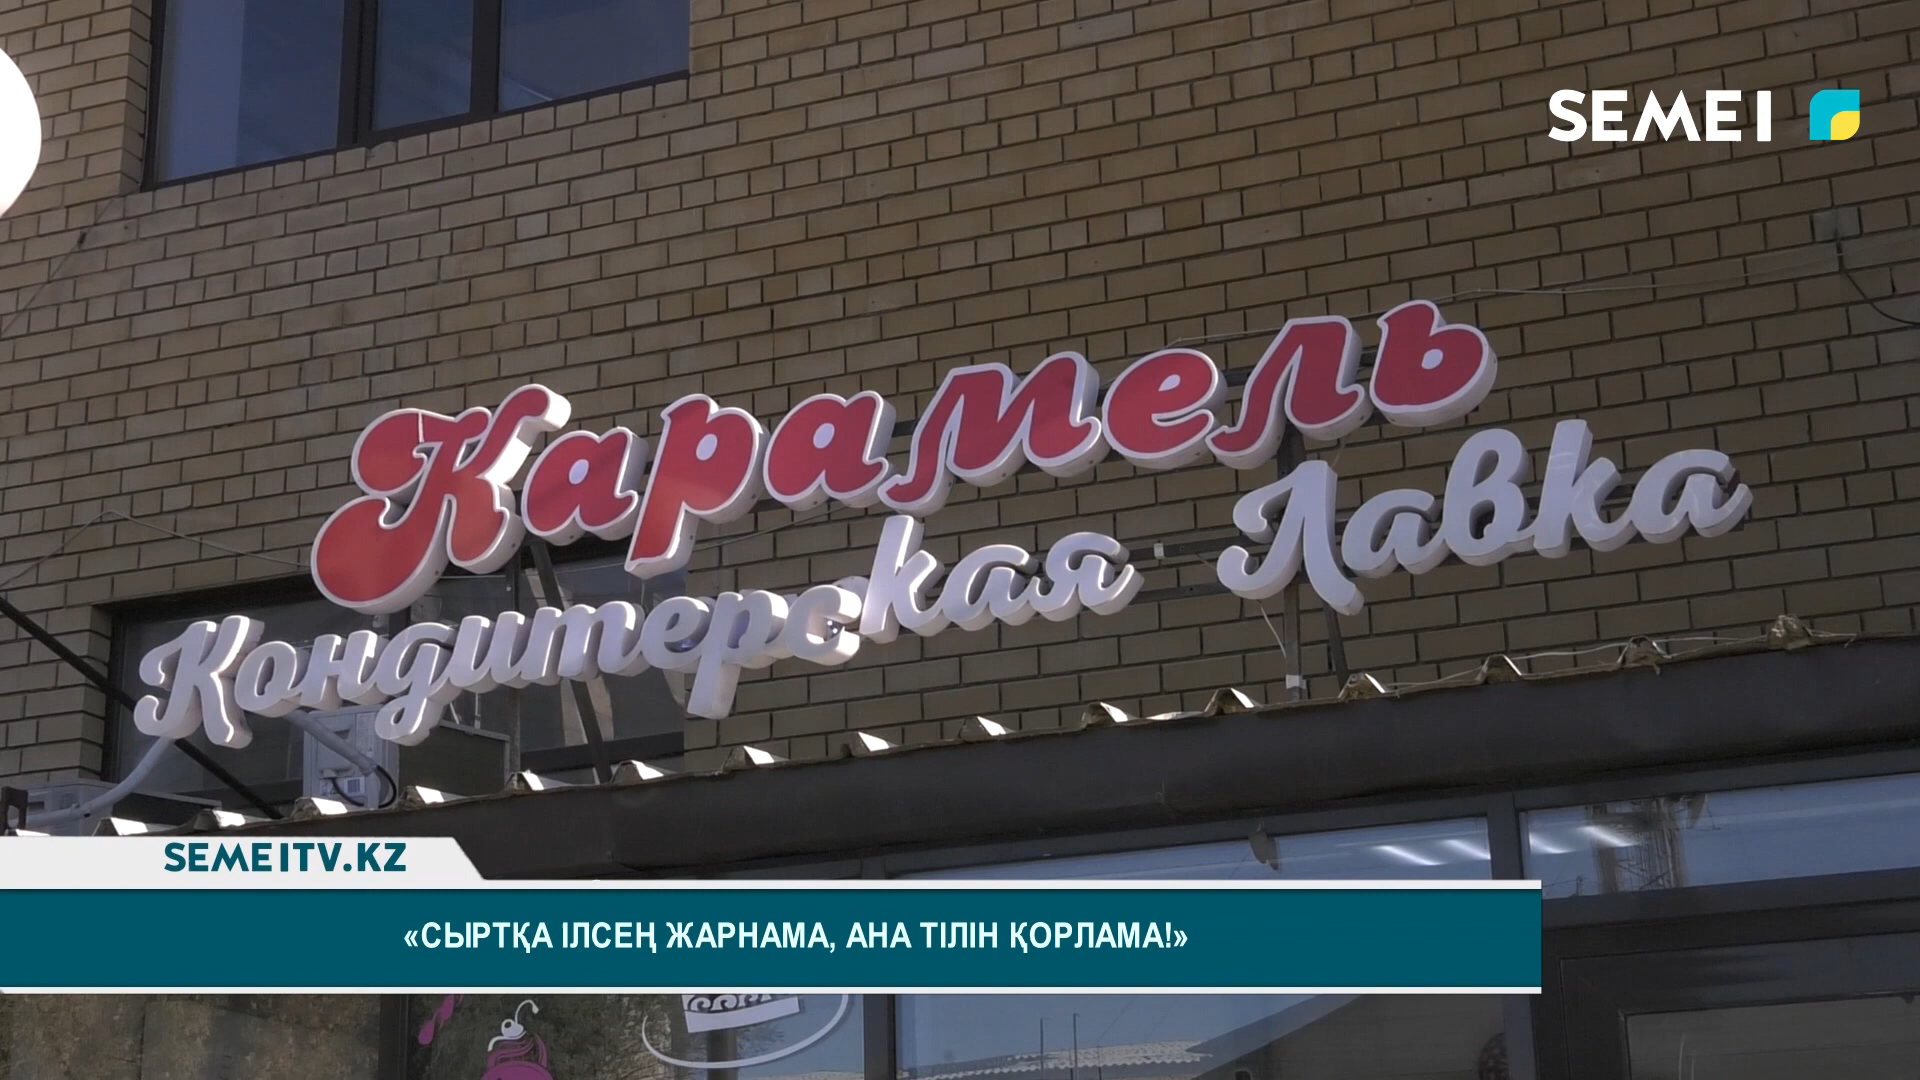 SEMEI
Карамель
Кондитерская Лавка
SEMEITV.KZ
«СЫРТҚА ІЛСЕҢ ЖАРНАМА, АНА ТІЛІН ҚОРЛАМА!»